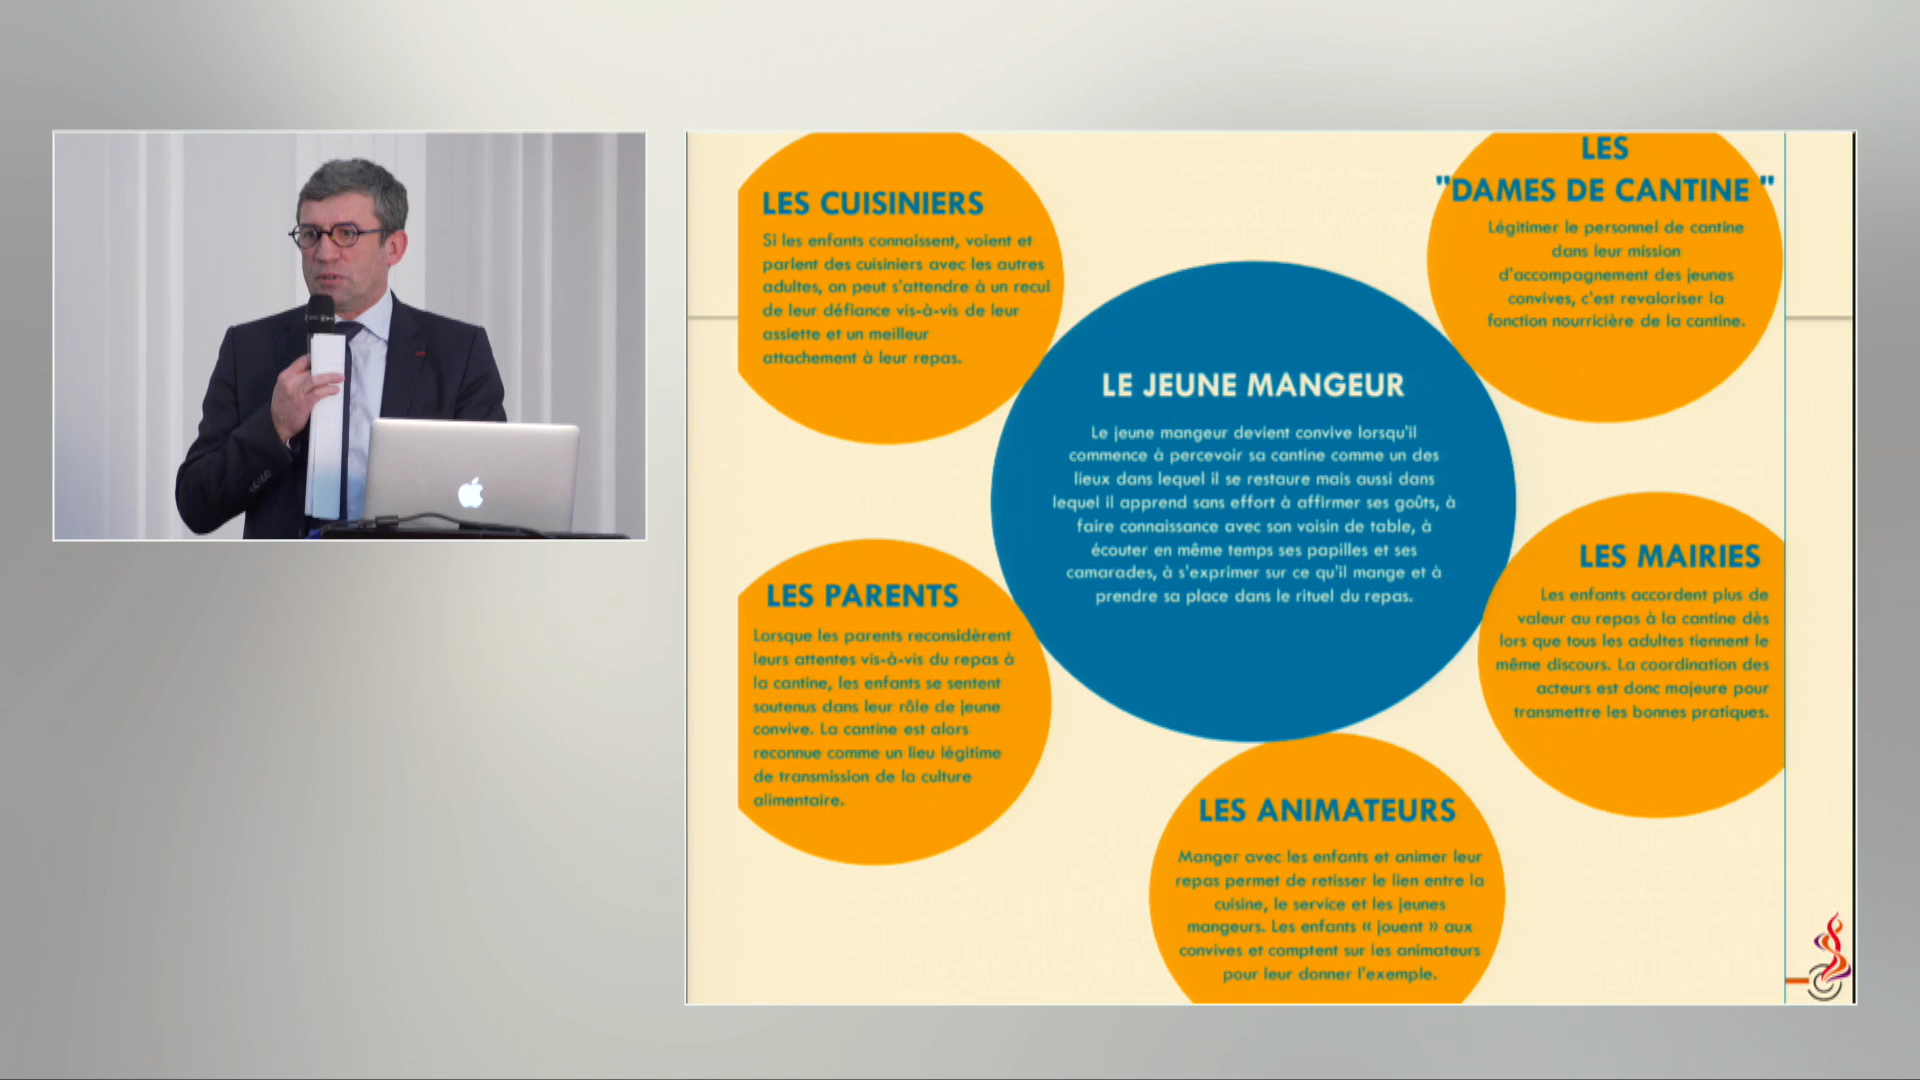 LES CUISINIERS
Si les enfants connaissent, voient et
parlent des cuisiniers avec les autres
adultes, on peut s'attendre à un recul
de leur défiance vis-à-vis de leur
assiette et un meilleur
attachement à leur repas.
LES
"DAMES DE CANTINE "
Légitimer le personnel de cantine
dans leur mission
d'accompagnement des jeunes
convives, c'est revaloriser la
fonction nourricière de la cantine.
LE JEUNE MANGEUR
Le jeune mangeur devient convive lorsqu'il
commence à percevoir sa cantine comme un des
lieux dans lequel il se restaure mais aussi dans
lequel il apprend sans effort à affirmer ses goûts, à
faire connaissance avec son voisin de table, à
écouter en même temps ses papilles et ses
camarades, à s'exprimer sur ce qu'il mange et à
prendre sa place dans le rituel du repas.
LES PARENTS
Lorsque les parents reconsidèrent
leurs attentes vis-à-vis du repas à
la cantine, les enfants se sentent
soutenus dans leur rôle de jeune
convive. La cantine est alors
reconnue comme un lieu légitime
de transmission de la culture
alimentaire.
LES MAIRIES
Les enfants accordent plus de
valeur au repas à la cantine dès
lors que tous les adultes tiennent le
même discours. La coordination des
acteurs est donc majeure pour
transmettre les bonnes pratiques.
LES ANIMATEURS
Manger avec les enfants et animer leur
repas permet de retisser le lien entre la
cuisine, le service et les jeunes
mangeurs. Les enfants « jouent » aux
convives et comptent sur les animateurs
pour leur donner l'exemple.